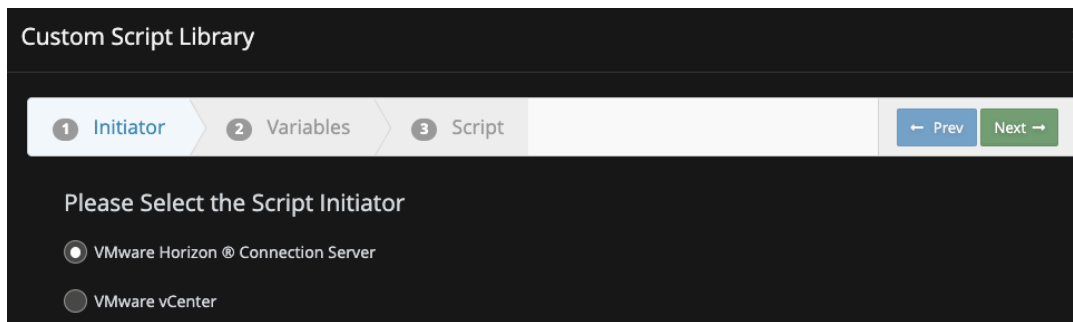 Custom Script Library
1 Initiator 2 Variables 3 Script ← Prev Next →
Please Select the Script Initiator
VMware Horizon ® Connection Server
VMware vCenter